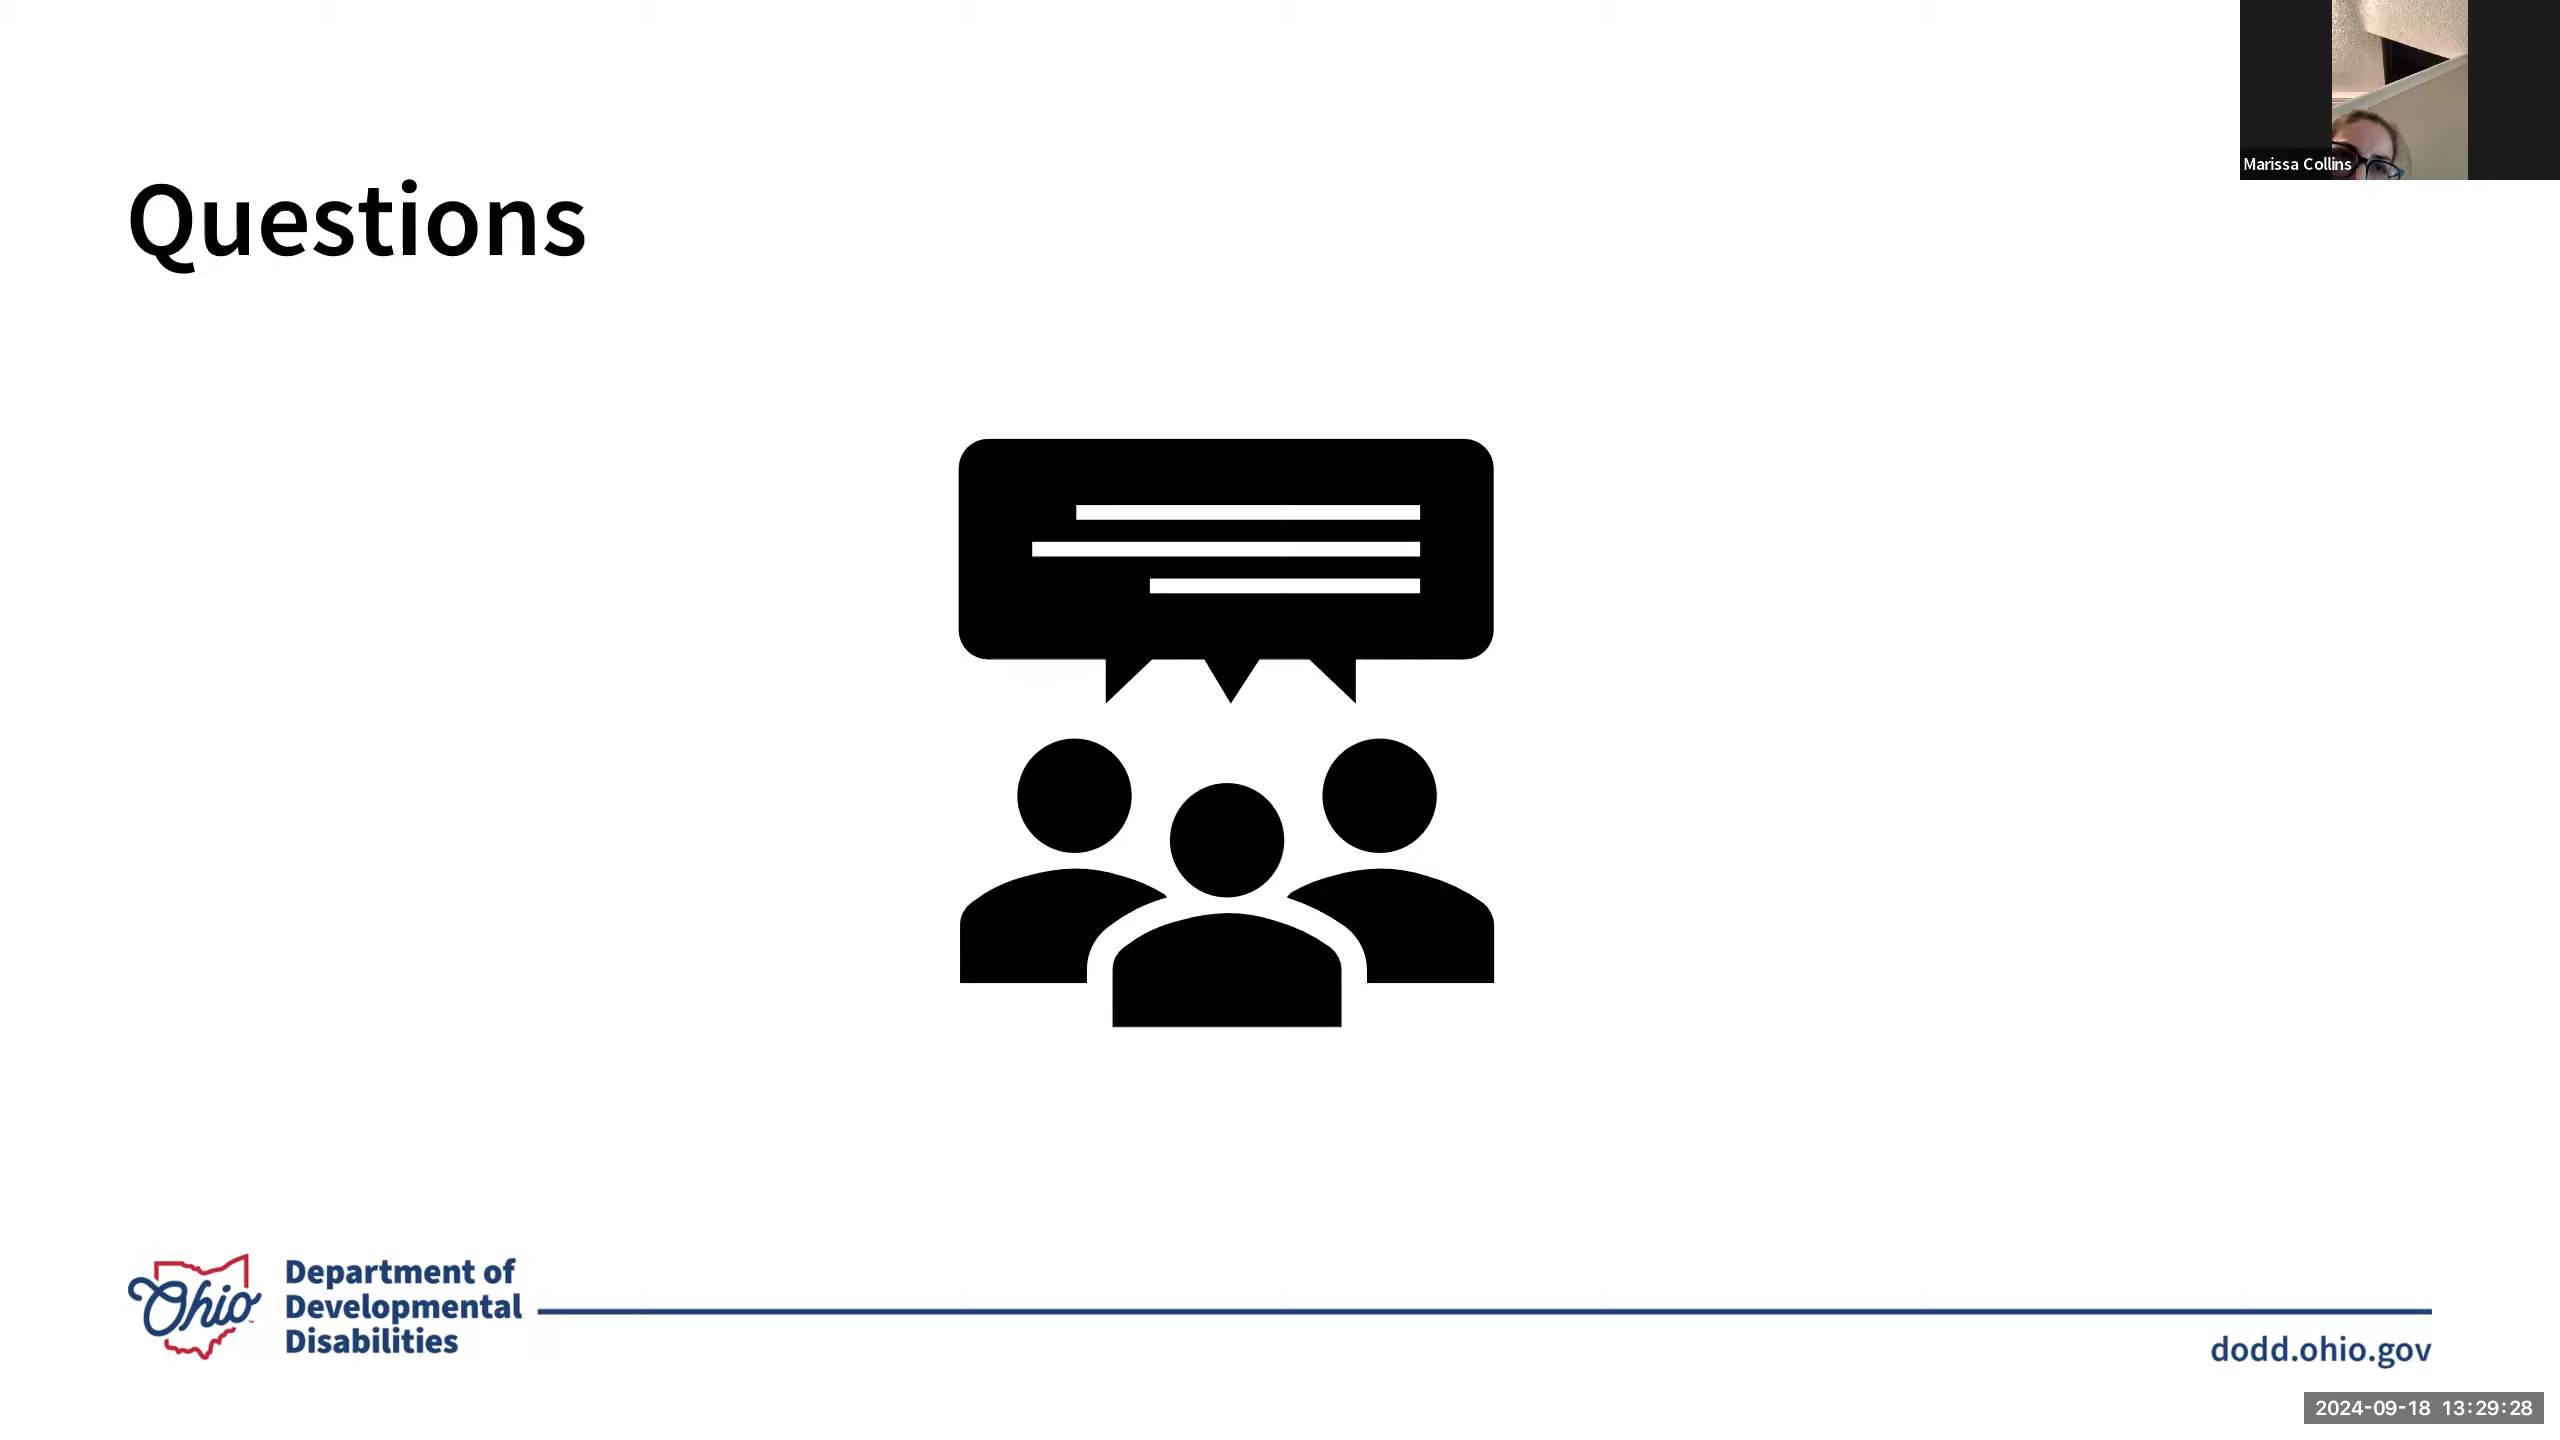 Marissa Collins
Questions
Ohio
Department of
Developmental
Disabilities
dodd.ohio.gov
2024-09-18 13:29:28